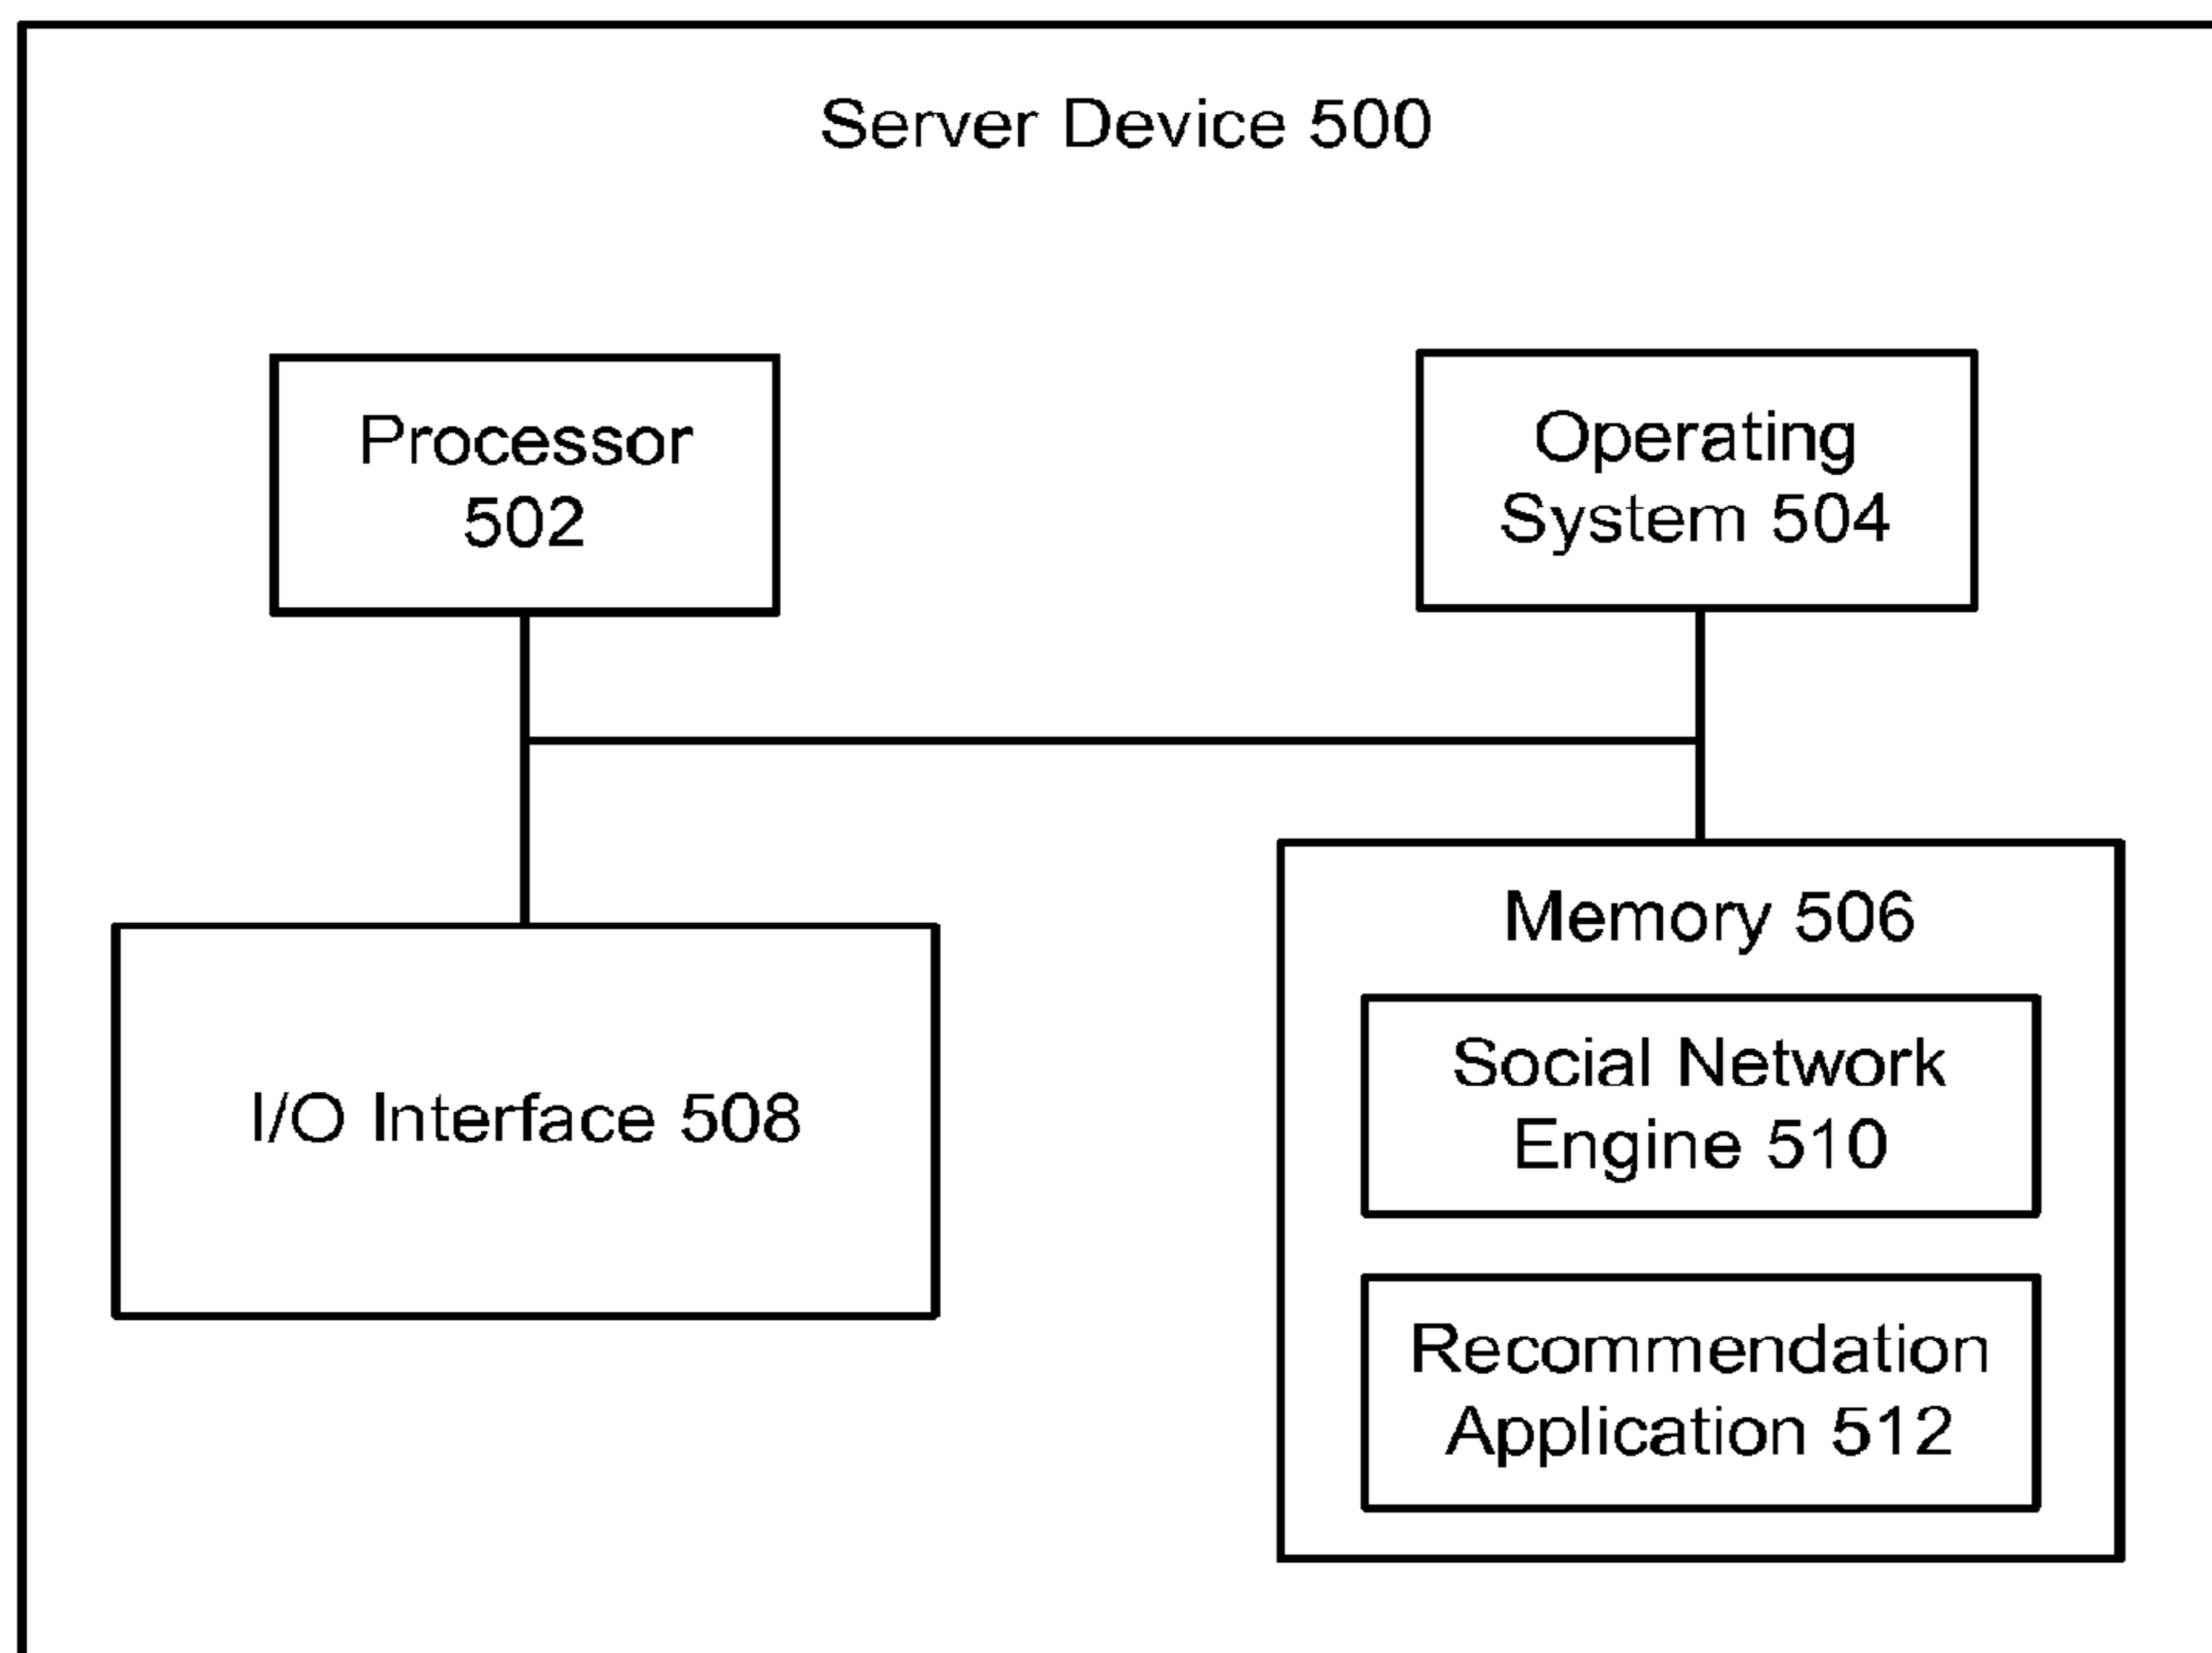 Server Device 500
Processor
502
Operating
System 504
I/O Interface 508
Memory 506
Social Network
Engine 510
Recommendation
Application 512